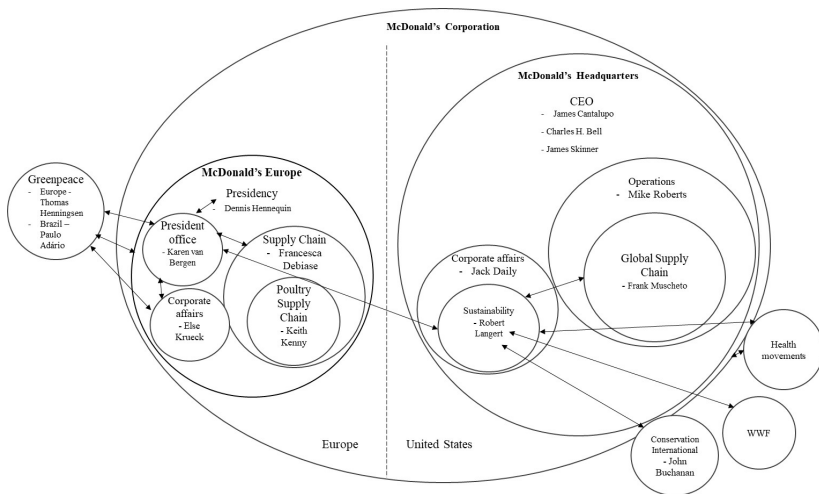 McDonald's Corporation
McDonald's Headquarters
CEO
- James Cantalupo
- Charles H. Bell
- James Skinner
McDonald's Europe
Presidency
- Dennis Hennequin
Greenpeace
- Europe -
Thomas
Henningsen
- Brazil –
Paulo
Adário
President
office
- Karen van
Bergen
Supply Chain
- Francesca
Debiase
Poultry
Supply
Chain
- Keith
Kenny
Corporate
affairs
- Else
Krueck
Operations
- Mike Roberts
Global Supply
Chain
- Frank Muscheto
Corporate affairs
- Jack Daily
Sustainability
- Robert
Langert
Health
movements
WWF
Conservation
International
- John
Buchanan
Europe
United States